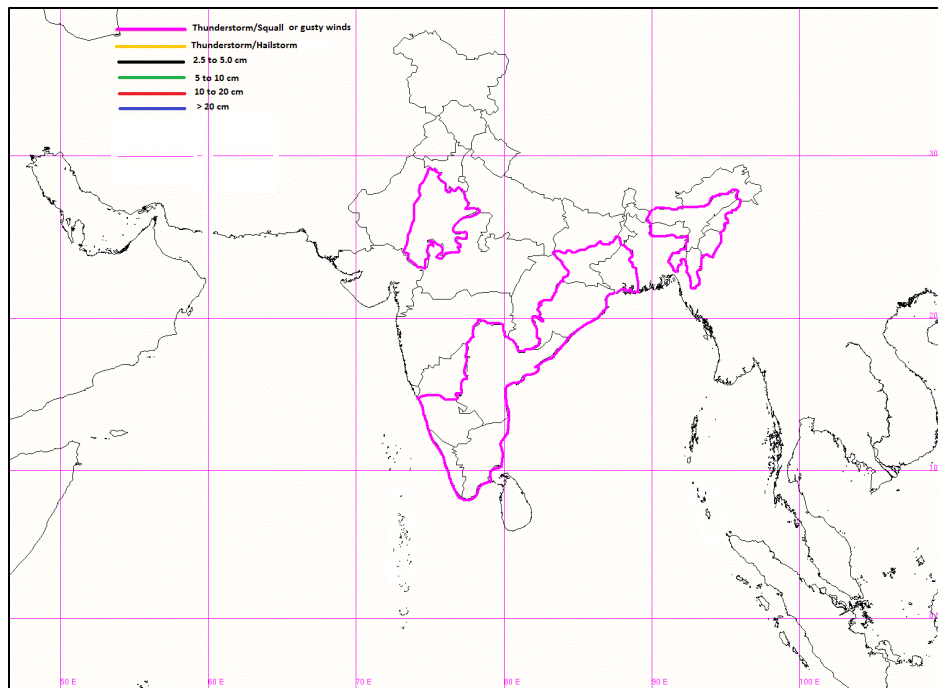 Thunderstorm/Squall or gusty winds
Thunderstorm/Hailstorm
2.5 to 5.0 cm
5 to 10 cm
10 to 20 cm
> 20 cm
30
20
10
50 E
60 E
70 E
80 E
90 E
100 E